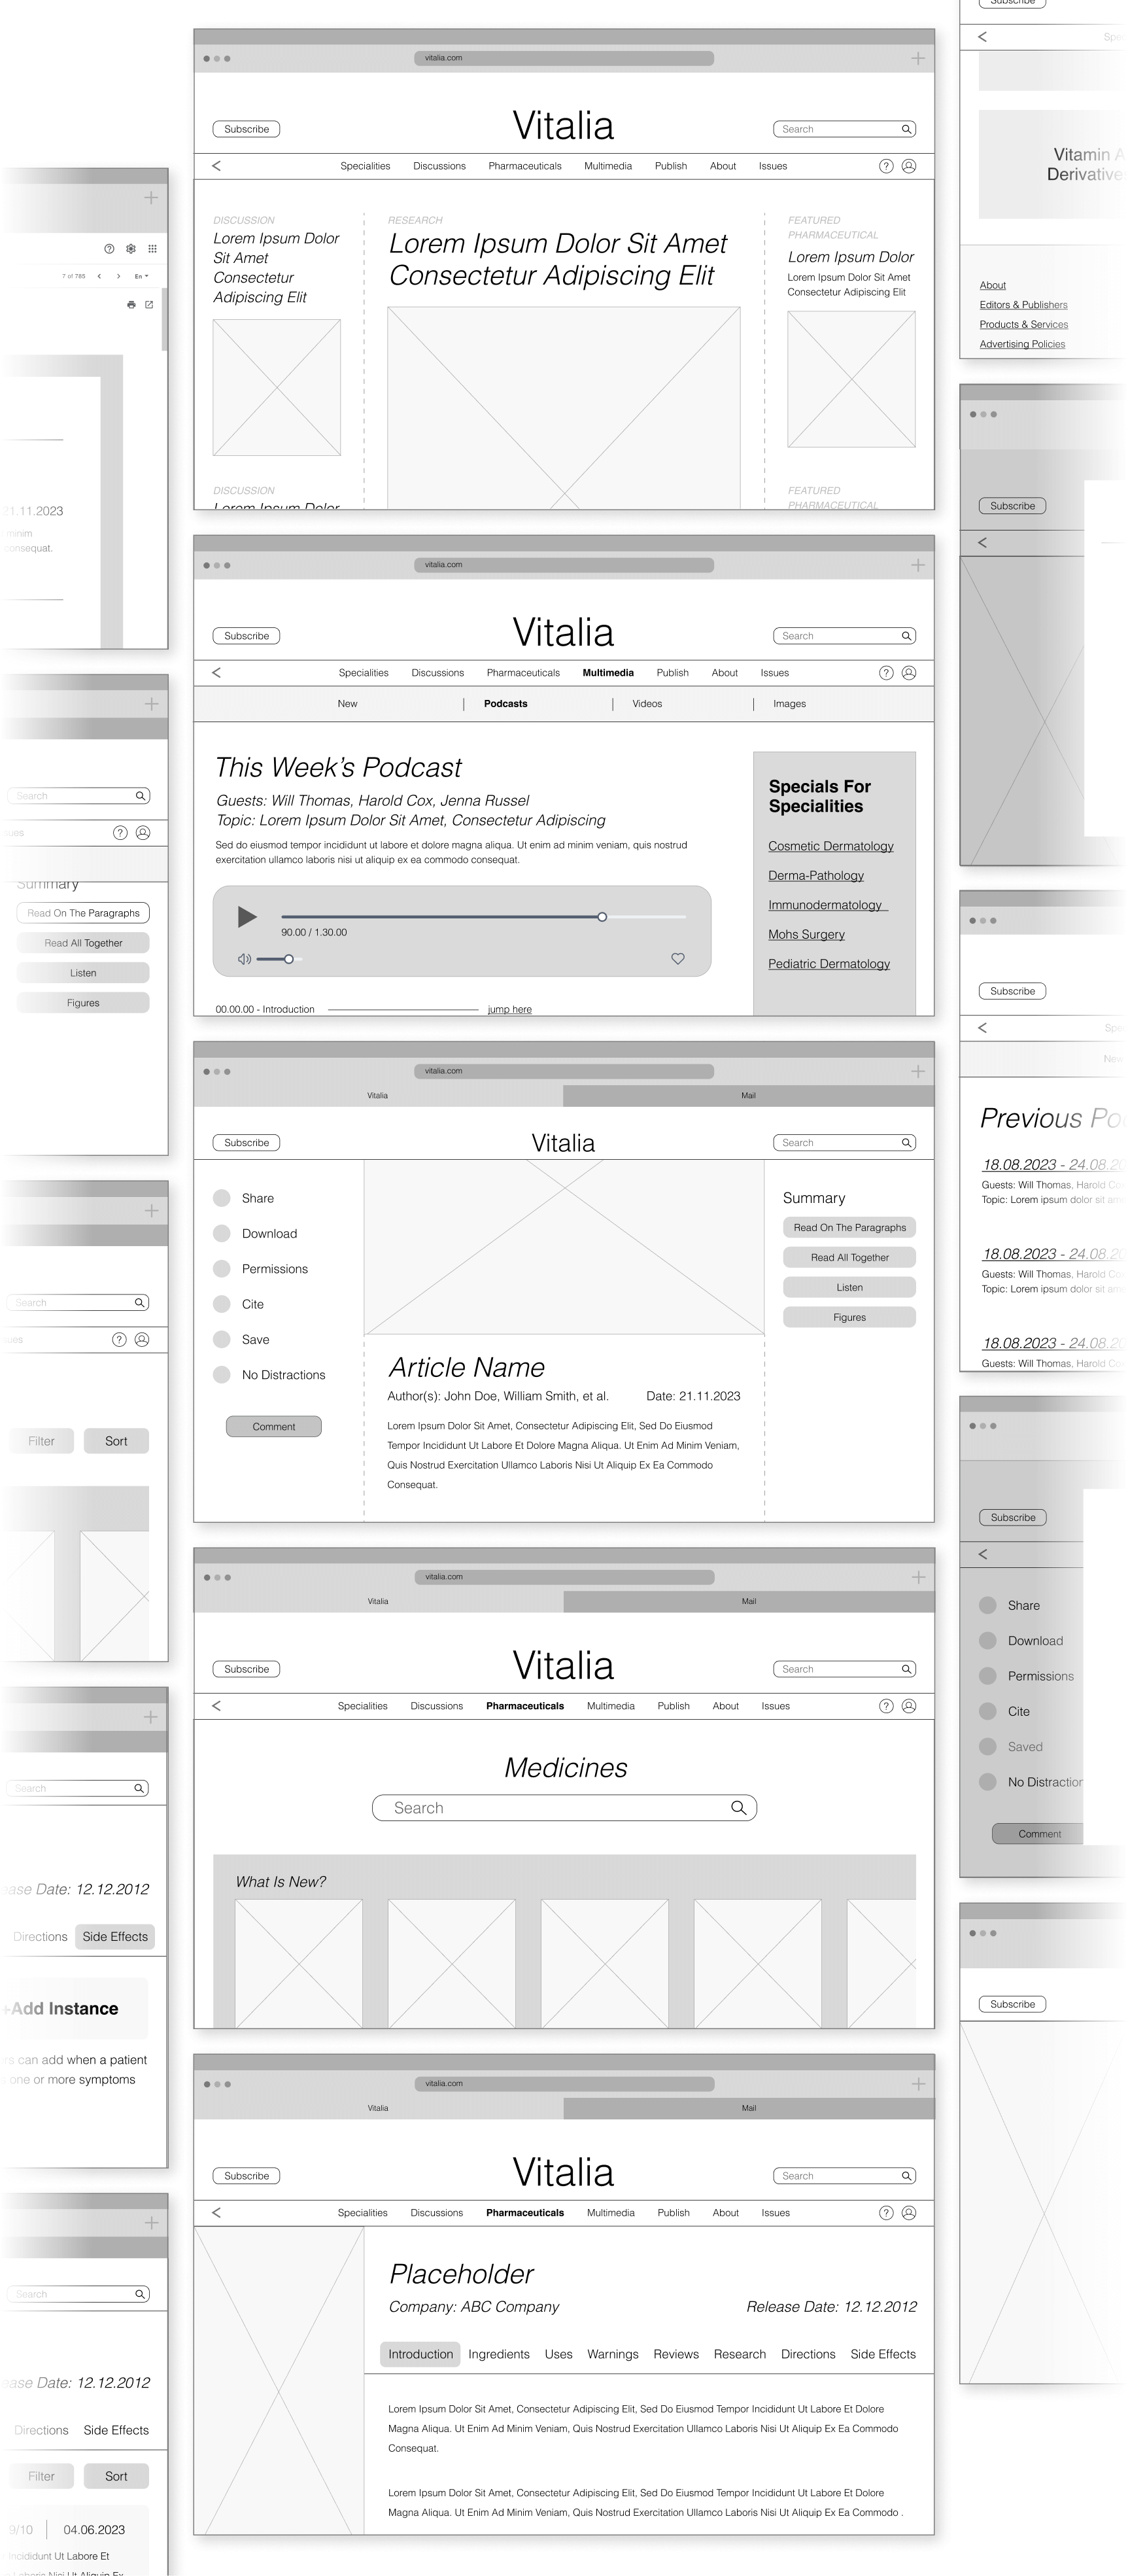 Subscribe
Spe
Vitamin A
Derivative
About
Editors & Publishers
Products & Services
Advertising Policies
vitalia.com
Subscribe
Vitalia
Search
Specialities Discussions Pharmaceuticals Multimedia Publish About Issues
DISCUSSION
Lorem Ipsum Dolor
Sit Amet
Consectetur
Adipiscing Elit
DISCUSSION
Lorem Ipsum Dolor
RESEARCH
Lorem Ipsum Dolor Sit Amet
Consectetur Adipiscing Elit
FEATURED
PHARMACEUTICAL
Lorem Ipsum Dolor
Lorem Ipsum Dolor Sit Amet
Consectetur Adipiscing Elit
FEATURED
PHARMACEUTICAL
7 of 785 En
21.11.2023
minim
consequat.
Subscribe
vitalia.com
Subscribe
Vitalia
Search
Specialities Discussions Pharmaceuticals Multimedia Publish About Issues
New Podcasts Videos Images
This Week's Podcast
Guests: Will Thomas, Harold Cox, Jenna Russel
Topic: Lorem Ipsum Dolor Sit Amet, Consectetur Adipiscing
Sed do eiusmod tempor incididunt ut labore et dolore magna aliqua. Ut enim ad minim veniam, quis nostrud
exercitation ullamco laboris nisi ut aliquip ex ea commodo consequat.
90.00 / 1.30.00
00.00.00 - Introduction jump here
Specials For
Specialities
Cosmetic Dermatology
Derma-Pathology
Immunodermatology
Mohs Surgery
Pediatric Dermatology
Search
ues
Summary
Read On The Paragraphs
Read All Together
Listen
Figures
Subscribe
Spe
New
Previous Po
18.08.2023 - 24.08.20
Guests: Will Thomas, Harold Co
Topic: Lorem ipsum dolor sit am
18.08.2023 - 24.08.20
Guests: Will Thomas, Harold Co
Topic: Lorem ipsum dolor sit am
18.08.2023 - 24.08.20
Guests: Will Thomas, Harold Co
vitalia.com
Vitalia Mail
Subscribe
Vitalia
Search
Share
Download
Permissions
Cite
Save
No Distractions
Comment
Article Name
Author(s): John Doe, William Smith, et al. Date: 21.11.2023
Lorem Ipsum Dolor Sit Amet, Consectetur Adipiscing Elit, Sed Do Eiusmod
Tempor Incididunt Ut Labore Et Dolore Magna Aliqua. Ut Enim Ad Minim Veniam,
Quis Nostrud Exercitation Ullamco Laboris Nisi Ut Aliquip Ex Ea Commodo
Consequat.
Summary
Read On The Paragraphs
Read All Together
Listen
Figures
Search
ues
Filter Sort
Subscribe
Share
Download
Permissions
Cite
Saved
No Distraction
Comment
vitalia.com
Vitalia Mail
Subscribe
Vitalia
Search
Specialities Discussions Pharmaceuticals Multimedia Publish About Issues
Medicines
Search
What Is New?
Search
ease Date: 12.12.2012
Directions Side Effects
+Add Instance
rs can add when a patient
one or more symptoms
Subscribe
vitalia.com
Vitalia Mail
Subscribe
Vitalia
Search
Specialities Discussions Pharmaceuticals Multimedia Publish About Issues
Placeholder
Company: ABC Company Release Date: 12.12.2012
Introduction Ingredients Uses Warnings Reviews Research Directions Side Effects
Lorem Ipsum Dolor Sit Amet, Consectetur Adipiscing Elit, Sed Do Eiusmod Tempor Incididunt Ut Labore Et Dolore
Magna Aliqua. Ut Enim Ad Minim Veniam, Quis Nostrud Exercitation Ullamco Laboris Nisi Ut Aliquip Ex Ea Commodo
Consequat.
Lorem Ipsum Dolor Sit Amet, Consectetur Adipiscing Elit, Sed Do Eiusmod Tempor Incididunt Ut Labore Et Dolore
Magna Aliqua. Ut Enim Ad Minim Veniam, Quis Nostrud Exercitation Ullamco Laboris Nisi Ut Aliquip Ex Ea Commodo .
Search
ease Date: 12.12.2012
Directions Side Effects
Filter Sort
9/10 04.06.2023
Incididunt Ut Labore Et
Laboris Nisi Ut Aliquip Ex